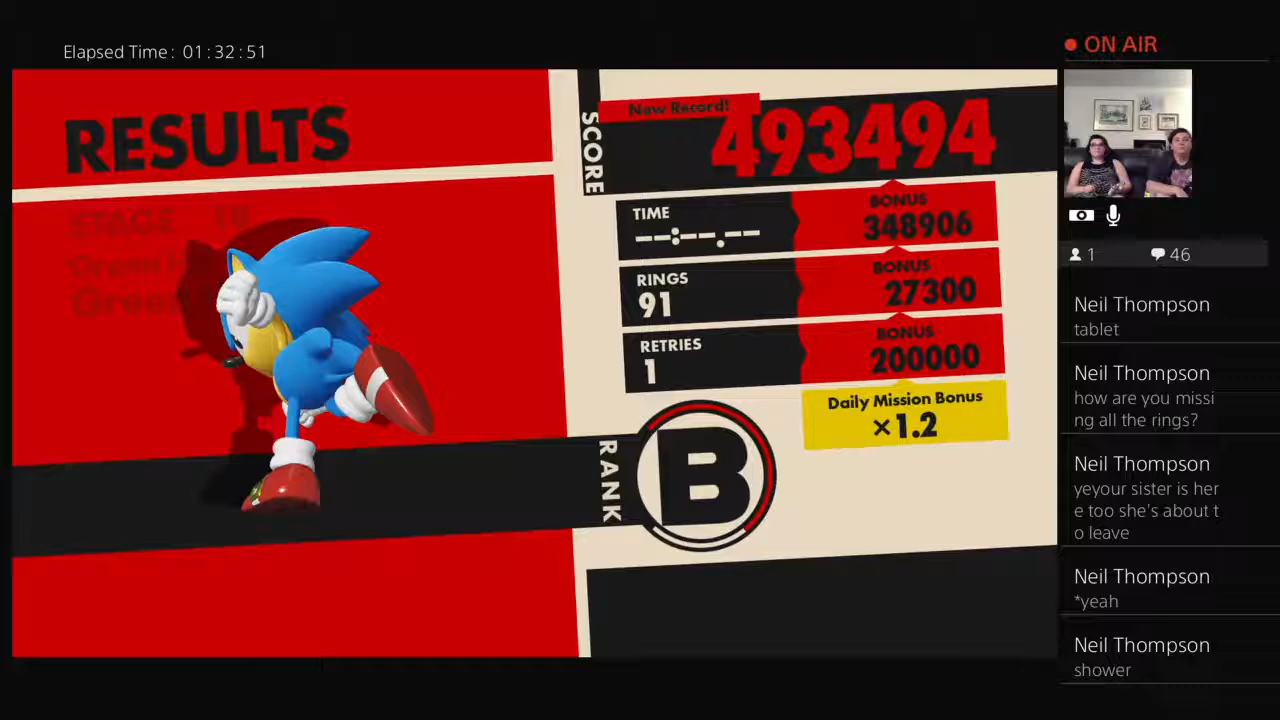 Elapsed Time: 01:32:51
ON AIR
RESULTS
STAGE
Green
SCORE
New Record!
493494
TIME
--:--.--
BONUS
348906
RINGS
91
BONUS
27300
RETRIES
1
BONUS
200000
Daily Mission Bonus
×1.2
RANK
B
1
46
Neil Thompson
tablet
Neil Thompson
how are you missi
ng all the rings?
Neil Thompson
yeyour sister is her
e too she's about t
o leave
Neil Thompson
*yeah
Neil Thompson
shower